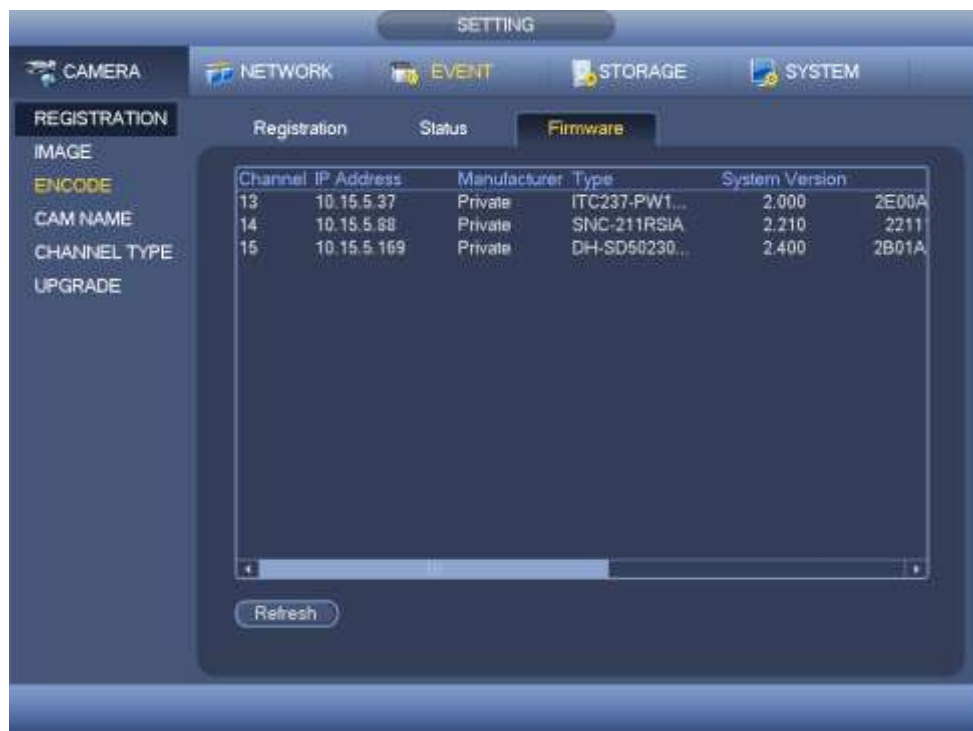 SETTING
CAMERA NETWORK EVENT STORAGE SYSTEM
REGISTRATION
IMAGE
ENCODE
CAM NAME
CHANNEL TYPE
UPGRADE
Registration Status Firmware
Channel IP Address Manufacturer Type System Version
13 10.15.5.37 Private ITC237-PW1... 2.000 2E00A
14 10.15.5.88 Private SNC-211RSIA 2.210 2211
15 10.15.5.169 Private DH-SD50230... 2.400 2B01A
Refresh